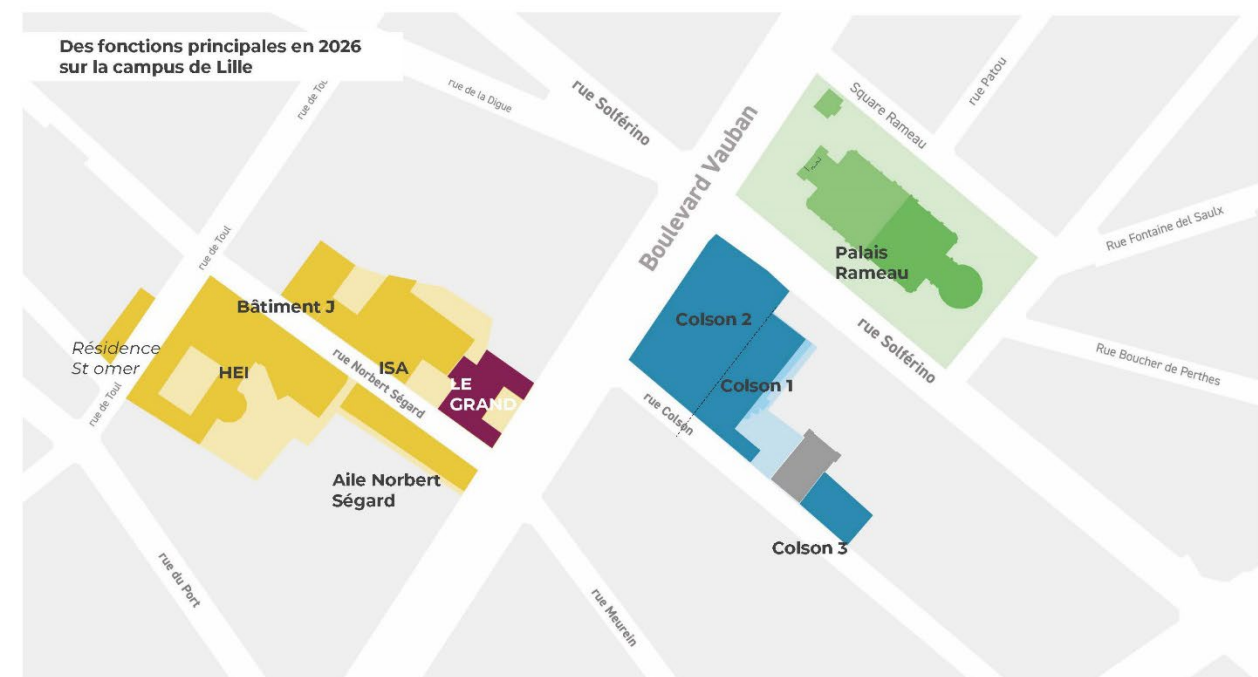 Des fonctions principales en 2026
sur la campus de Lille
rue de la Digue
rue Solférino
Boulevard Vauban
Square Rameau
rue Patou
Rue Fontaine del Saulx
Rue Boucher de Perthes
Palais
Rameau
rue Solférino
rue de Toul
Bâtiment J
Résidence
St omer
HEI
rue Norbert Ségard
ISA
LE
GRAND
rue de Toul
Aile Norbert
Ségard
Colson 2
Colson 1
rue Colson
Colson 3
rue du Port
rue Meurein